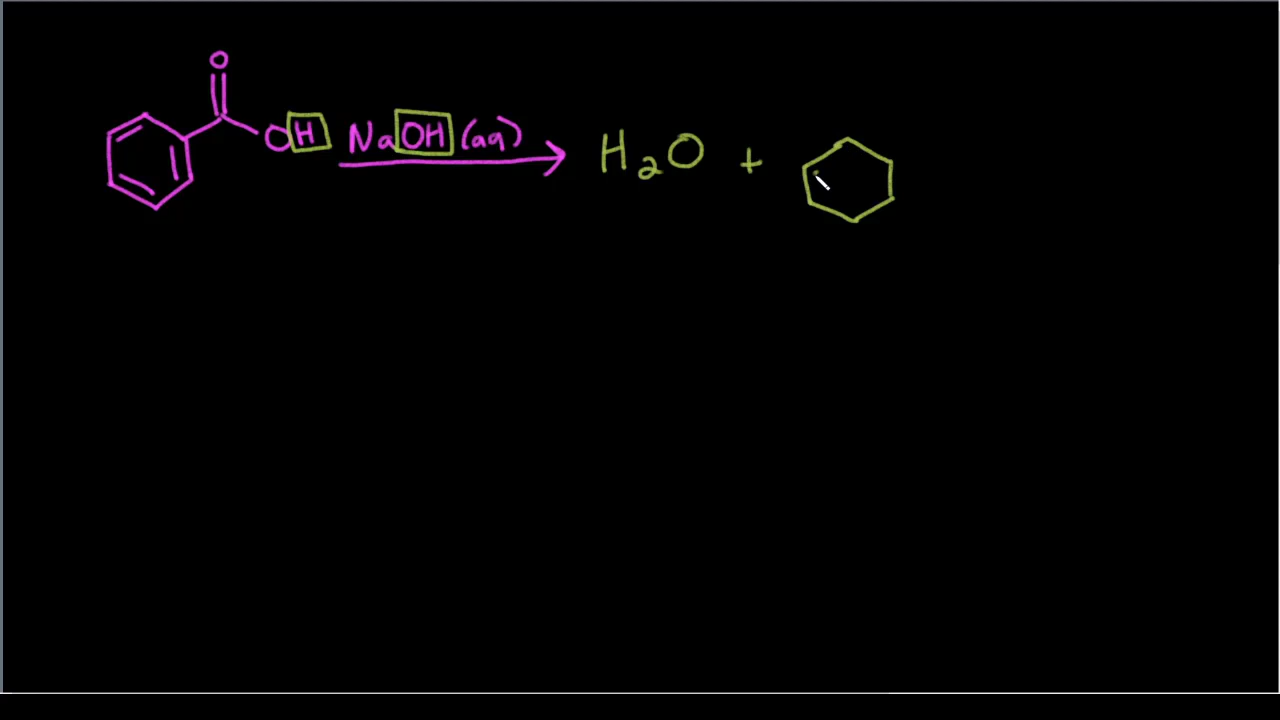 O
OH NaOH (aq) H₂O +